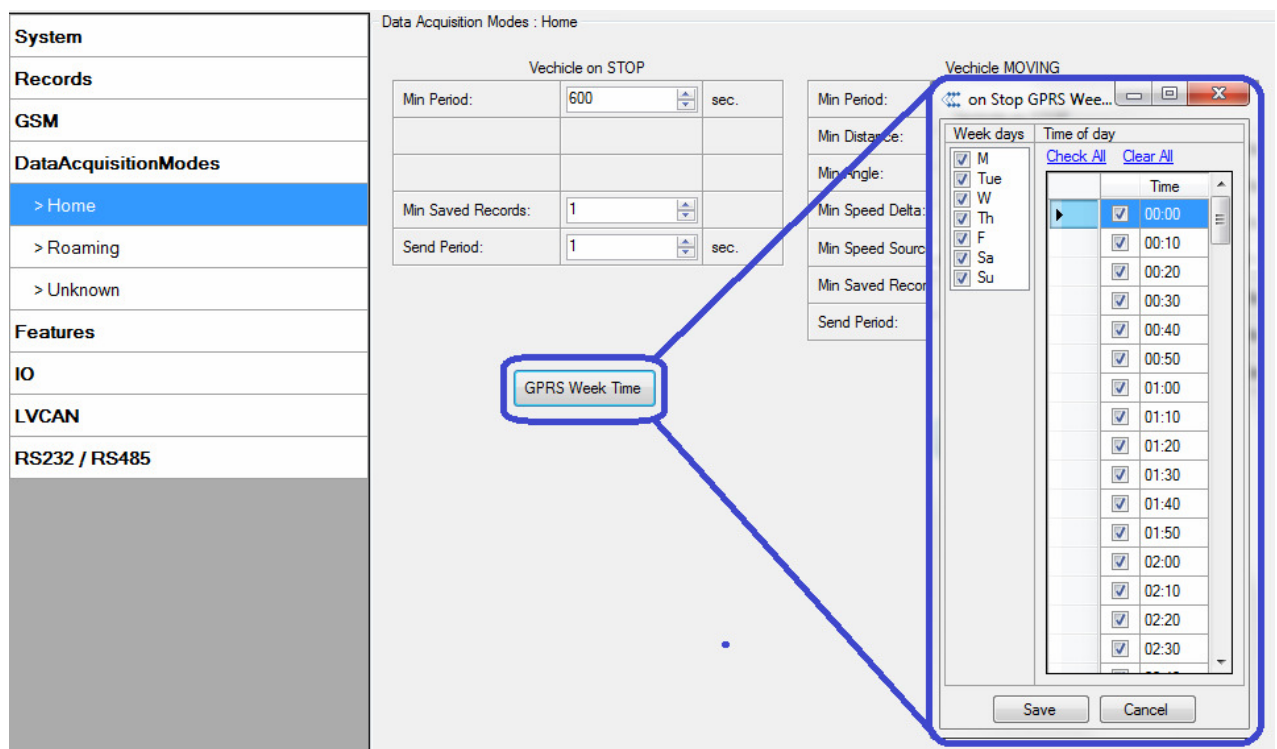 System
Records
GSM
DataAcquisitionModes
> Home
> Roaming
> Unknown
Features
IO
LVCAN
RS232 / RS485
Data Acquisition Modes : Home
Vechicle on STOP
Min Period: 600 sec.
Min Saved Records: 1
Send Period: 1 sec.
GPRS Week Time
Vechicle MOVING
Min Period:
Min Distance:
Min Angle:
Min Speed Delta:
Min Speed Sourc
Min Saved Recor
Send Period:
on Stop GPRS Wee...
Week days
M
Tue
W
Th
F
Sa
Su
Time of day
Check All Clear All
Time
00:00
00:10
00:20
00:30
00:40
00:50
01:00
01:10
01:20
01:30
01:40
01:50
02:00
02:10
02:20
02:30
Save Cancel